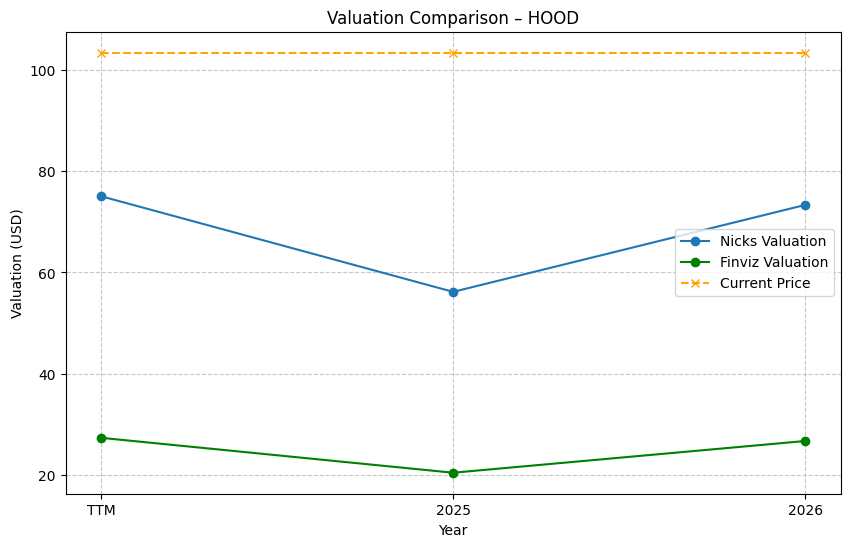 Valuation Comparison – HOOD
Valuation (USD)
100
80
60
40
20
Nicks Valuation
Finviz Valuation
Current Price
TTM
2025
2026
Year